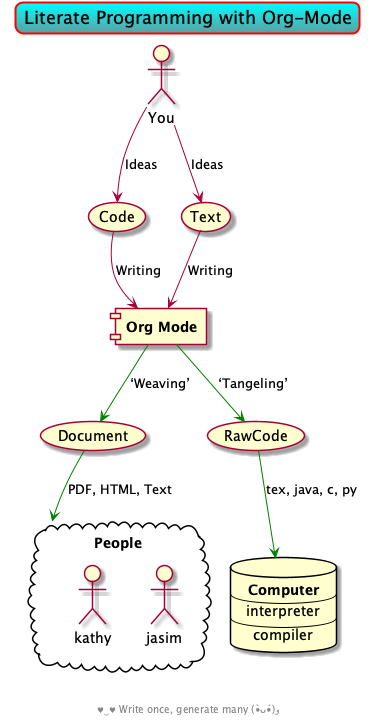 Literate Programming with Org-Mode
You
Ideas
Ideas
Code
Text
Writing
Writing
Org Mode
‘Weaving’
‘Tangeling’
Document
RawCode
PDF, HTML, Text
tex, java, c, py
People
kathy
jasim
Computer
interpreter
compiler
♥‿♥ Write once, generate many (•̀ᴗ•́)و